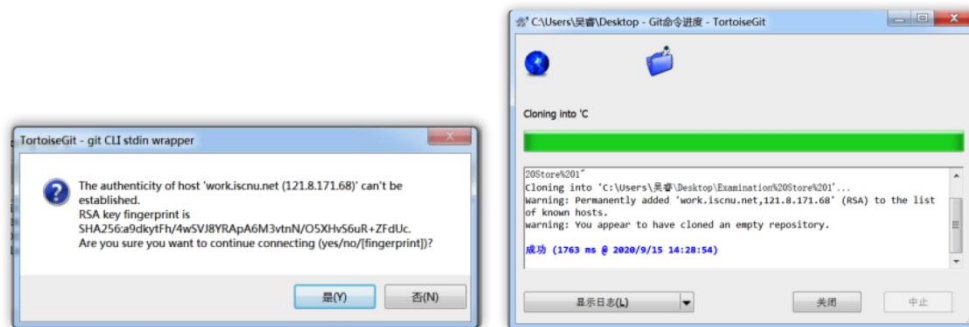 TortoiseGit - git CLI stdin wrapper
The authenticity of host 'work.iscnu.net (121.8.171.68)' can't be
established.
RSA key fingerprint is
SHA256:a9dkytFh/4wSVJ8YRApA6M3vtnN/O5XHvS6uR+ZFdUc.
Are you sure you want to continue connecting (yes/no/[fingerprint])?
是(Y)
否(N)
C:\Users\吴睿\Desktop - Git命令进度 - TortoiseGit
Cloning into 'C
20Store%201"
Cloning into 'C:\Users\吴睿\Desktop\Examination%20Store%201'...
Warning: Permanently added 'work.iscnu.net,121.8.171.68' (RSA) to the list
of known hosts.
warning: You appear to have cloned an empty repository.
成功 (1763 ms @ 2020/9/15 14:28:54)
显示日志(L)
关闭
中止